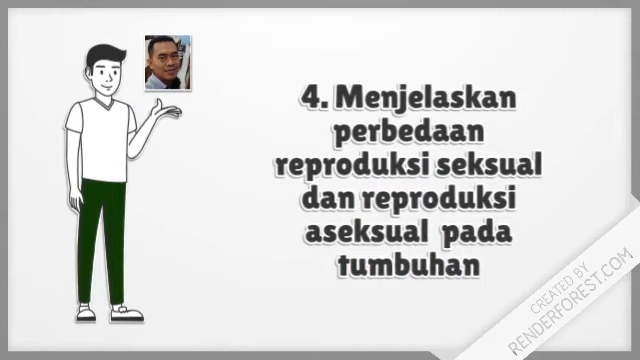 4. Menjelaskan
perbedaan
reproduksi seksual
dan reproduksi
aseksual pada
tumbuhan
CREATED BY
RENDERFOREST.COM